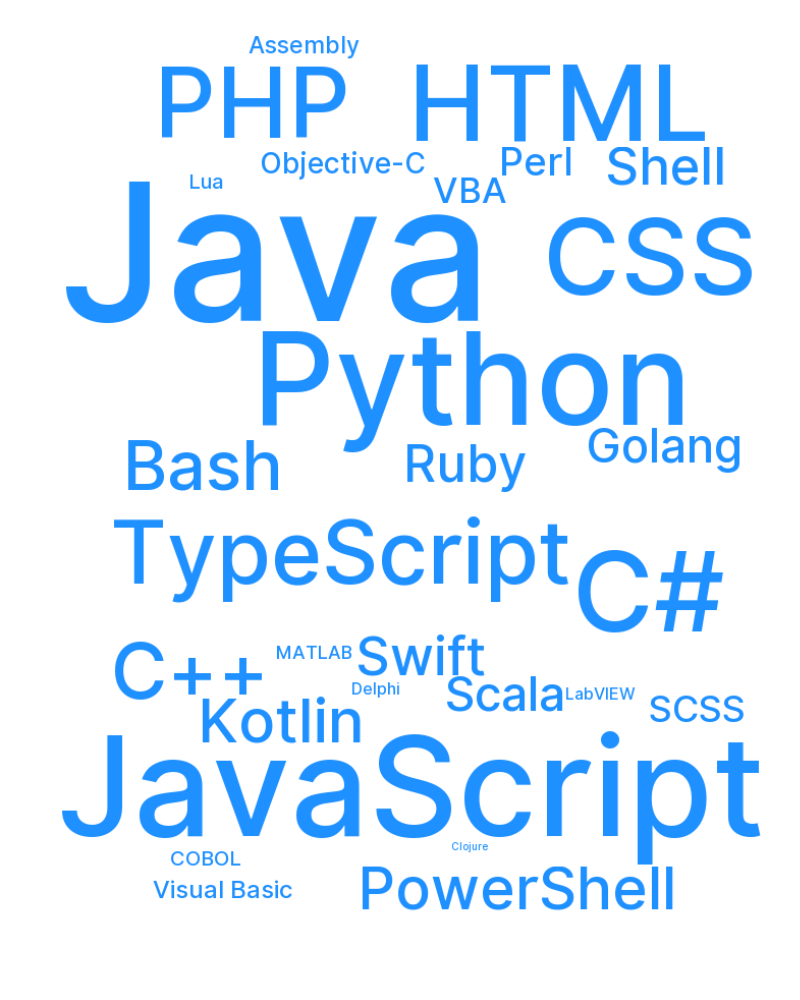 Assembly
PHP HTML
Objective-C Perl Shell
Lua VBA
Java CSS
Python
Bash Ruby Golang
TypeScript C#
C++ MATLAB Swift
Delphi Scala LabVIEW SCSS
Kotlin
JavaScript
Clojure
COBOL
Visual Basic PowerShell